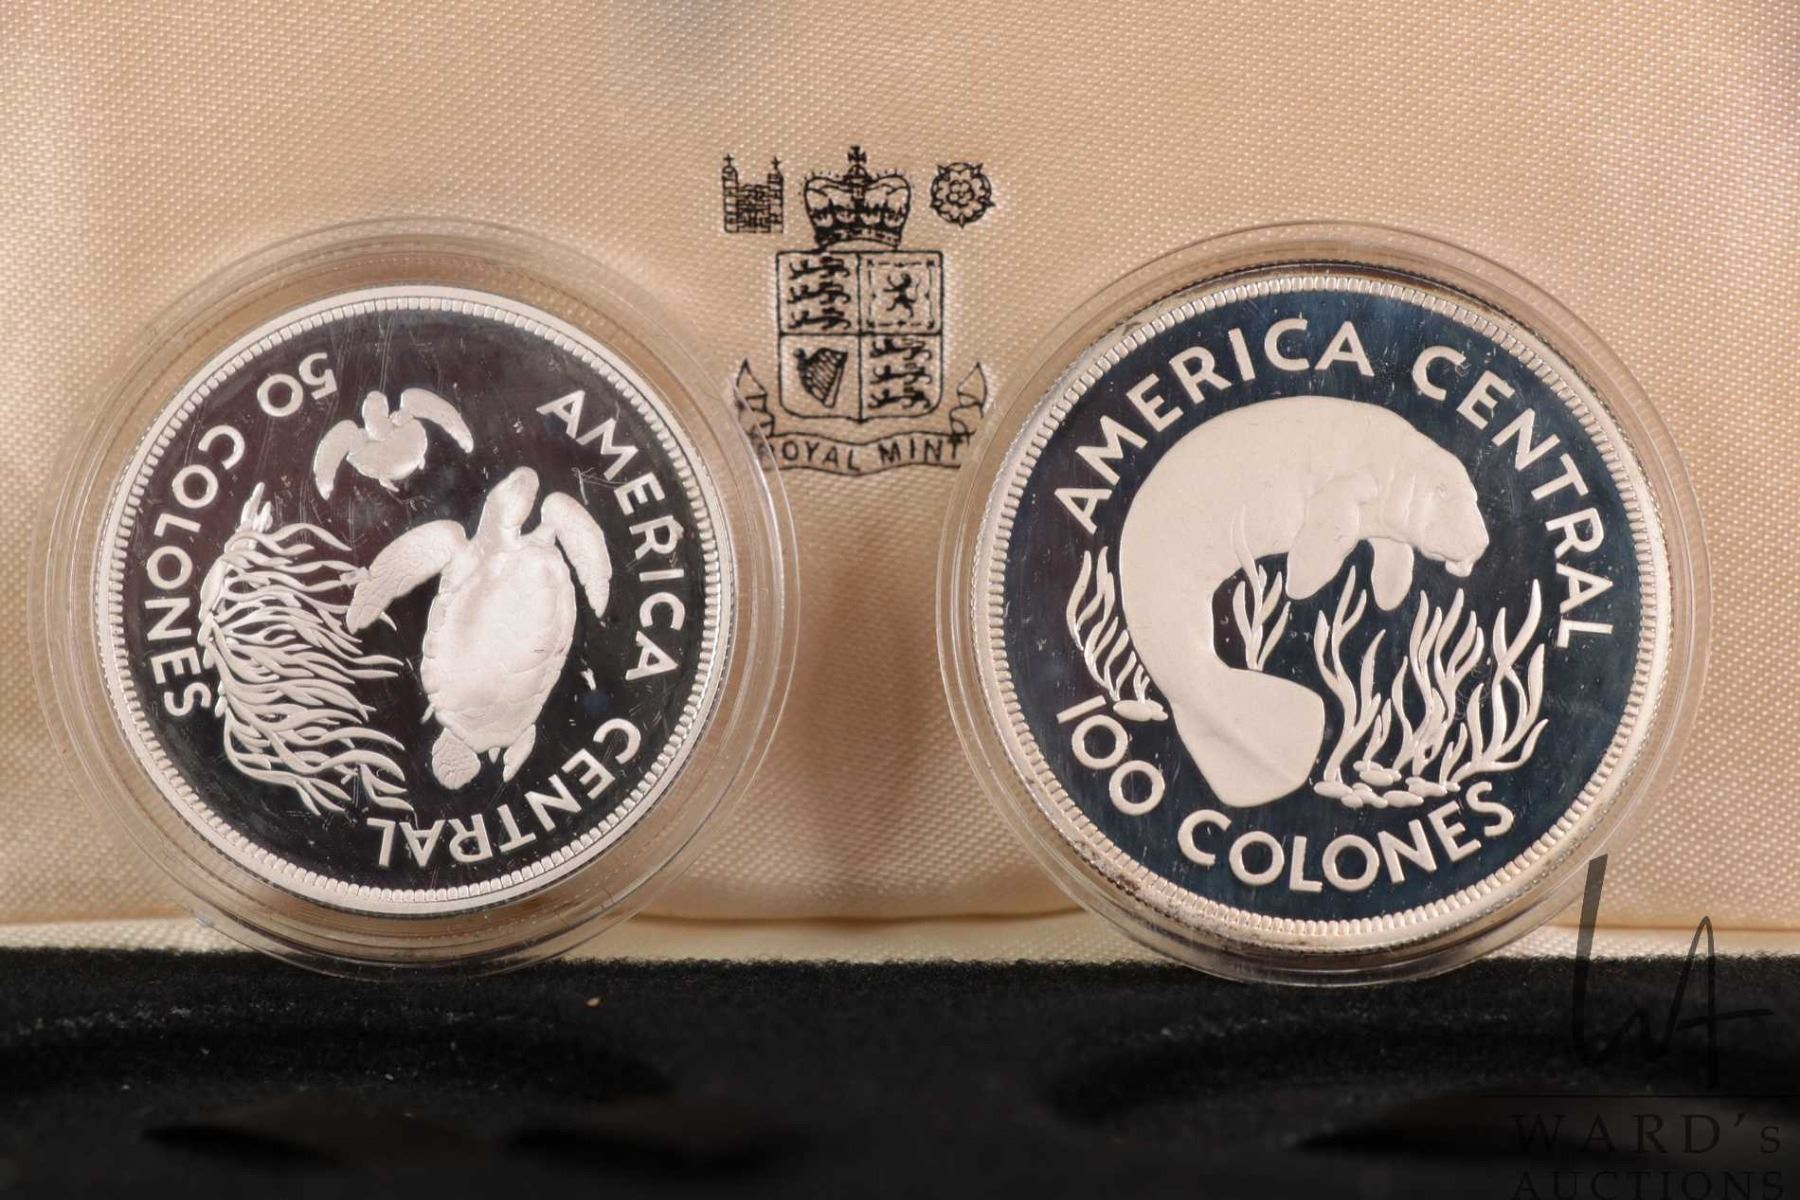 ROYAL MINT
50 COLONES
AMERICA CENTRAL
AMERICA CENTRAL
100 COLONES
WARD's
AUCTIONS